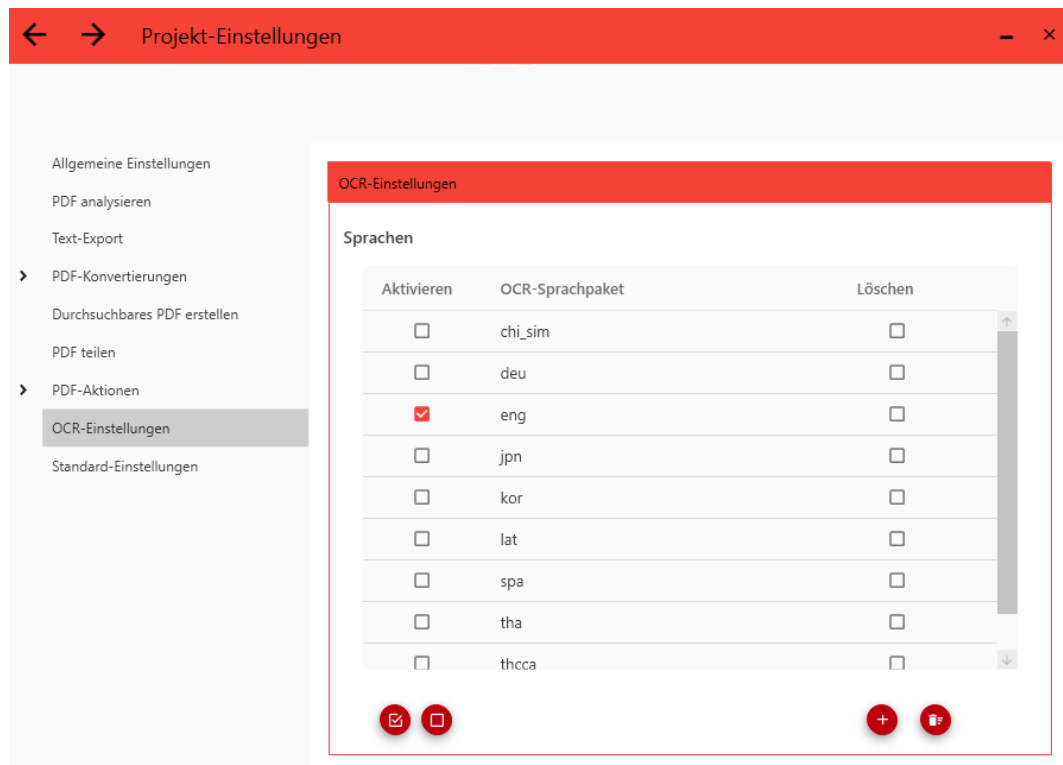 Projekt-Einstellungen
Allgemeine Einstellungen
PDF analysieren
Text-Export
PDF-Konvertierungen
Durchsuchbares PDF erstellen
PDF teilen
PDF-Aktionen
OCR-Einstellungen
Standard-Einstellungen
OCR-Einstellungen
Sprachen
Aktivieren OCR-Sprachpaket Löschen
chi_sim
deu
eng
jpn
kor
lat
spa
tha
thcca